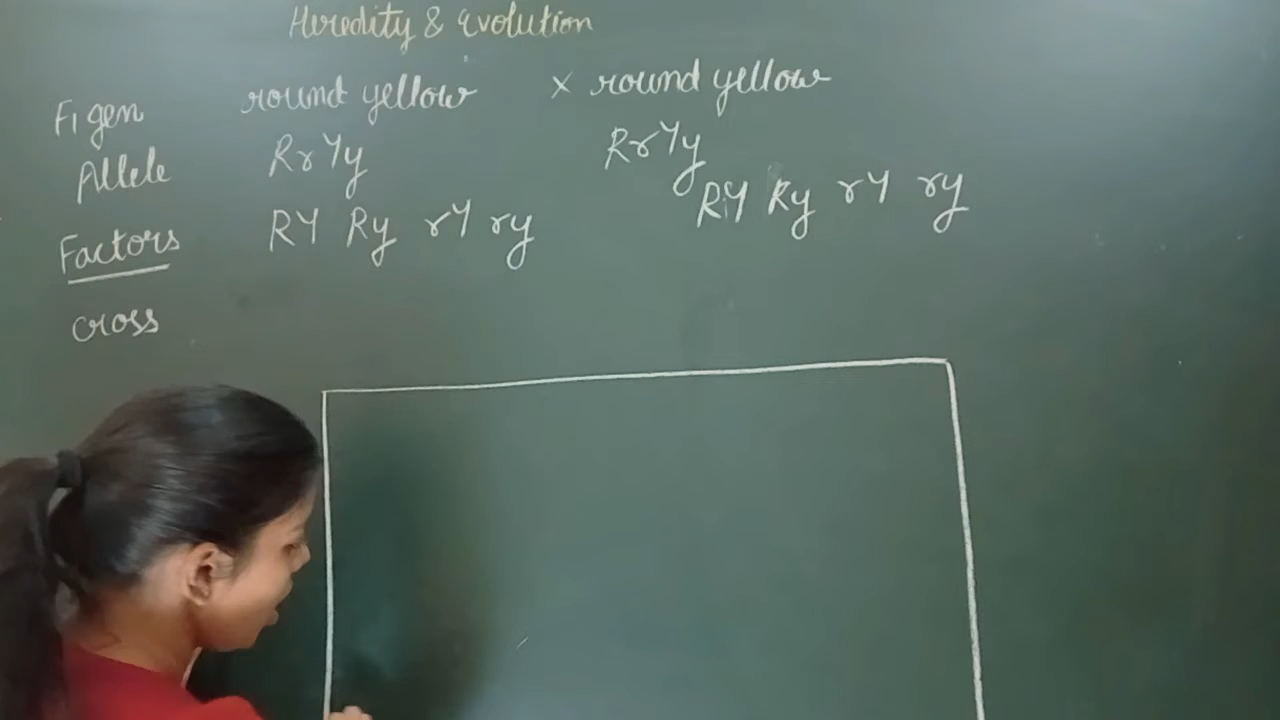 Heredity & Evolution
F1 gen round yellow × round yellow
Allele RrYy RrYy
Factors RY Ry rY ry RY Ry rY ry
cross